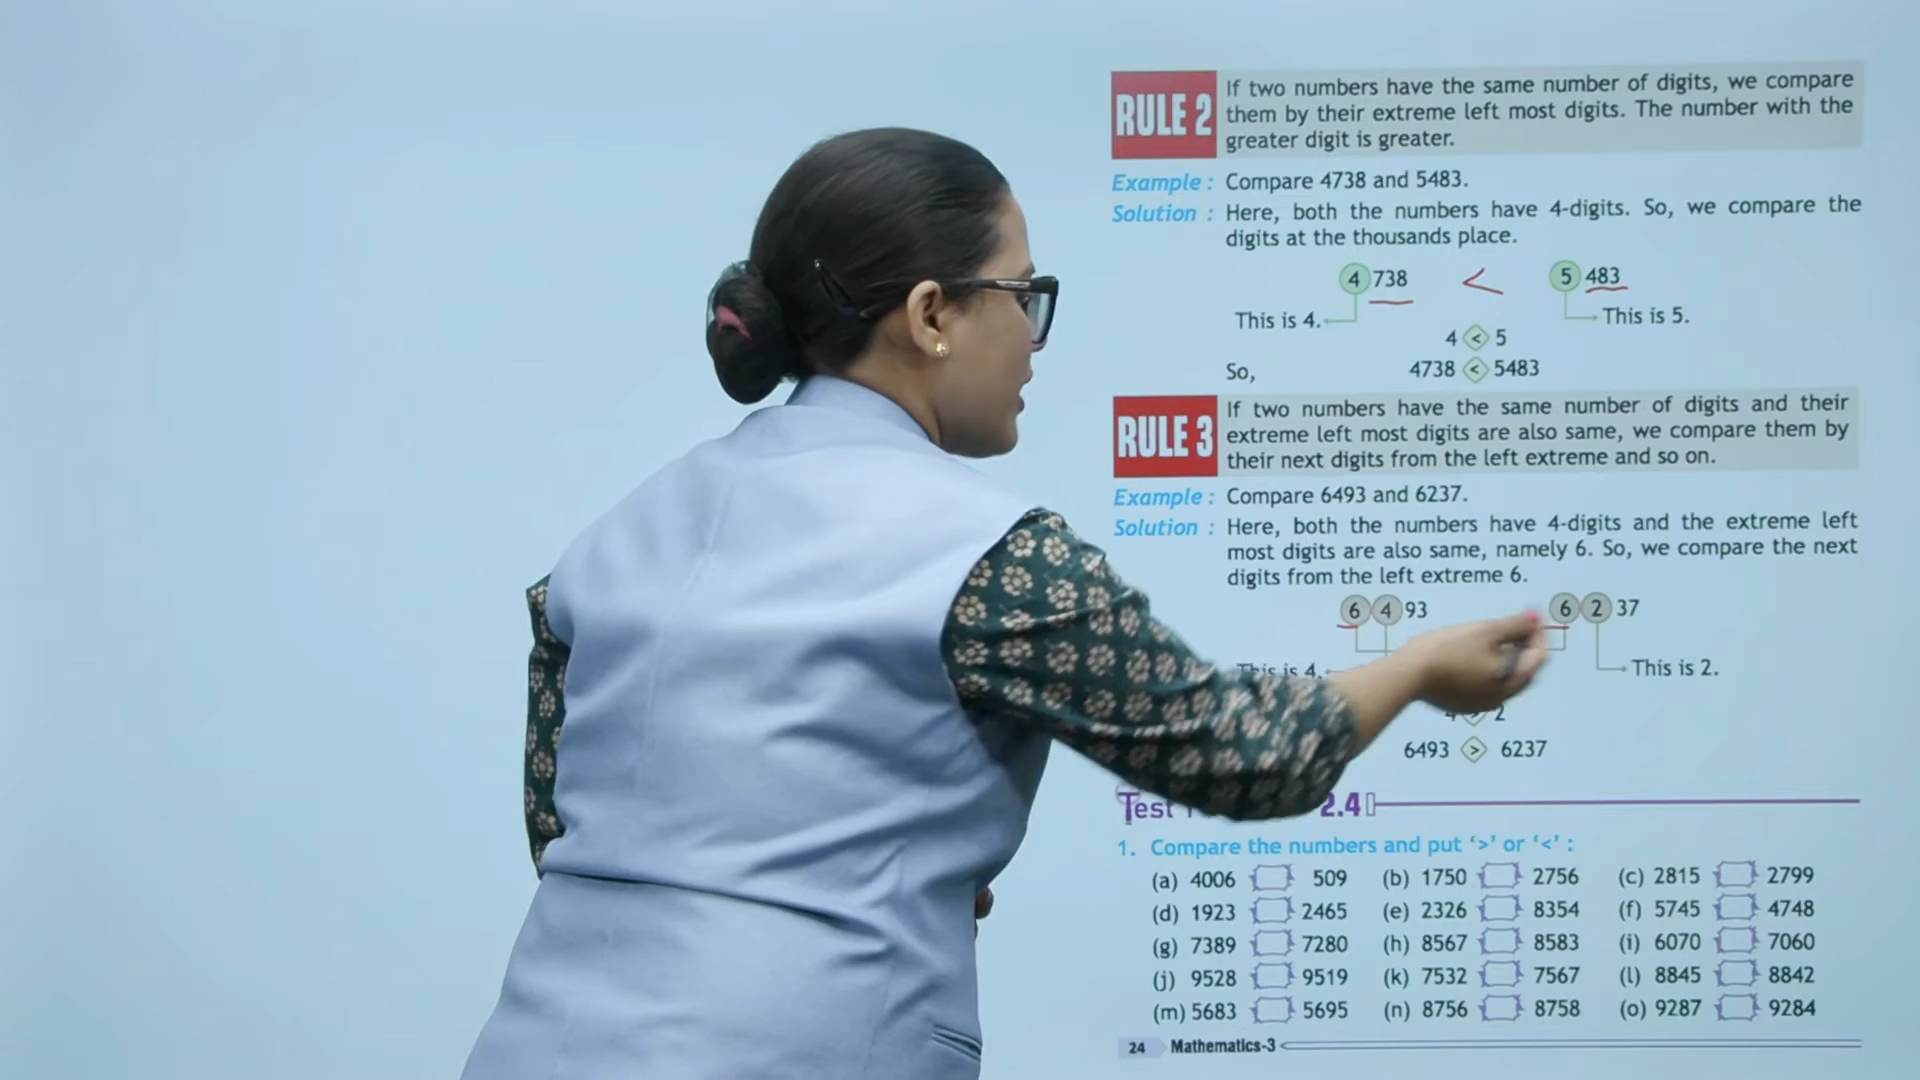 RULE 2
If two numbers have the same number of digits, we compare
them by their extreme left most digits. The number with the
greater digit is greater.
Example : Compare 4738 and 5483.
Solution : Here, both the numbers have 4-digits. So, we compare the
digits at the thousands place.
4 738 < 5 483
This is 4. This is 5.
4 < 5
So, 4738 < 5483
RULE 3
If two numbers have the same number of digits and their
extreme left most digits are also same, we compare them by
their next digits from the left extreme and so on.
Example : Compare 6493 and 6237.
Solution : Here, both the numbers have 4-digits and the extreme left
most digits are also same, namely 6. So, we compare the next
digits from the left extreme 6.
6 4 93 6 2 37
This is 4. This is 2.
4 > 2
6493 > 6237
Test 2.4
1. Compare the numbers and put ‘>’ or ‘<’ :
(a) 4006 509 (b) 1750 2756 (c) 2815 2799
(d) 1923 2465 (e) 2326 8354 (f) 5745 4748
(g) 7389 7280 (h) 8567 8583 (i) 6070 7060
(j) 9528 9519 (k) 7532 7567 (l) 8845 8842
(m) 5683 5695 (n) 8756 8758 (o) 9287 9284
24 Mathematics-3